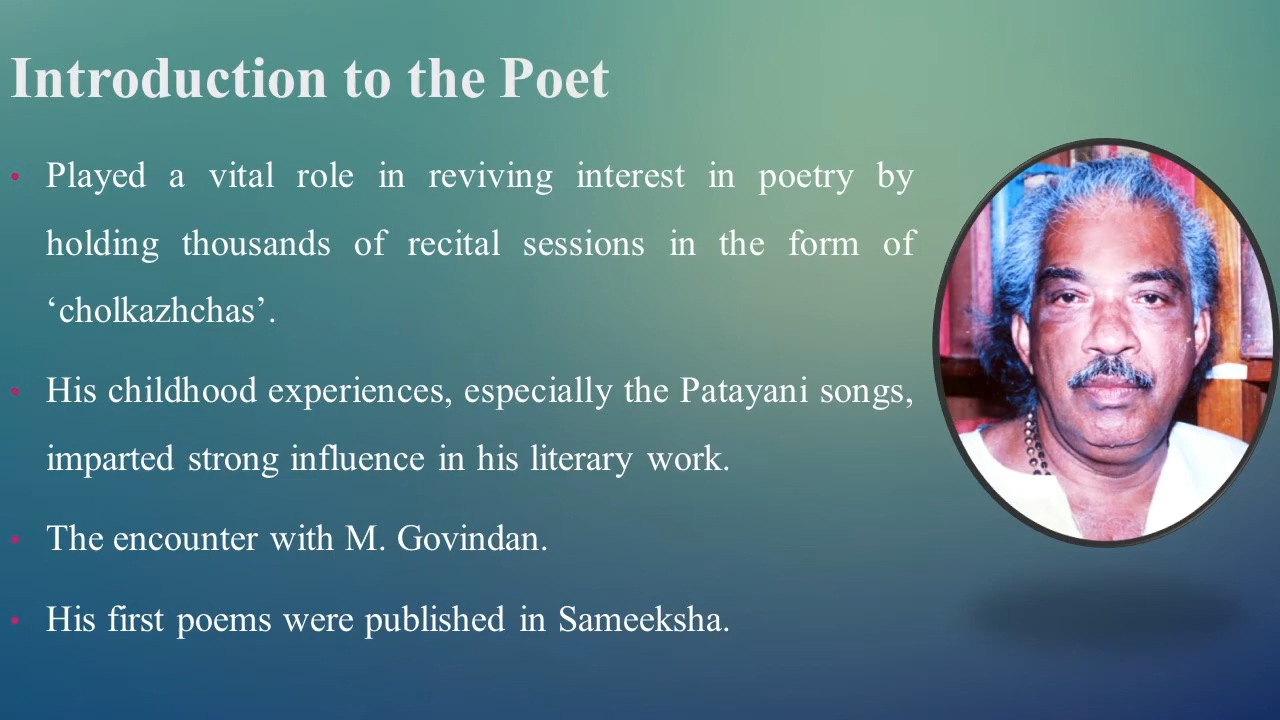 Introduction to the Poet
• Played a vital role in reviving interest in poetry by
holding thousands of recital sessions in the form of
‘cholkazhchas’.
• His childhood experiences, especially the Patayani songs,
imparted strong influence in his literary work.
• The encounter with M. Govindan.
• His first poems were published in Sameeksha.